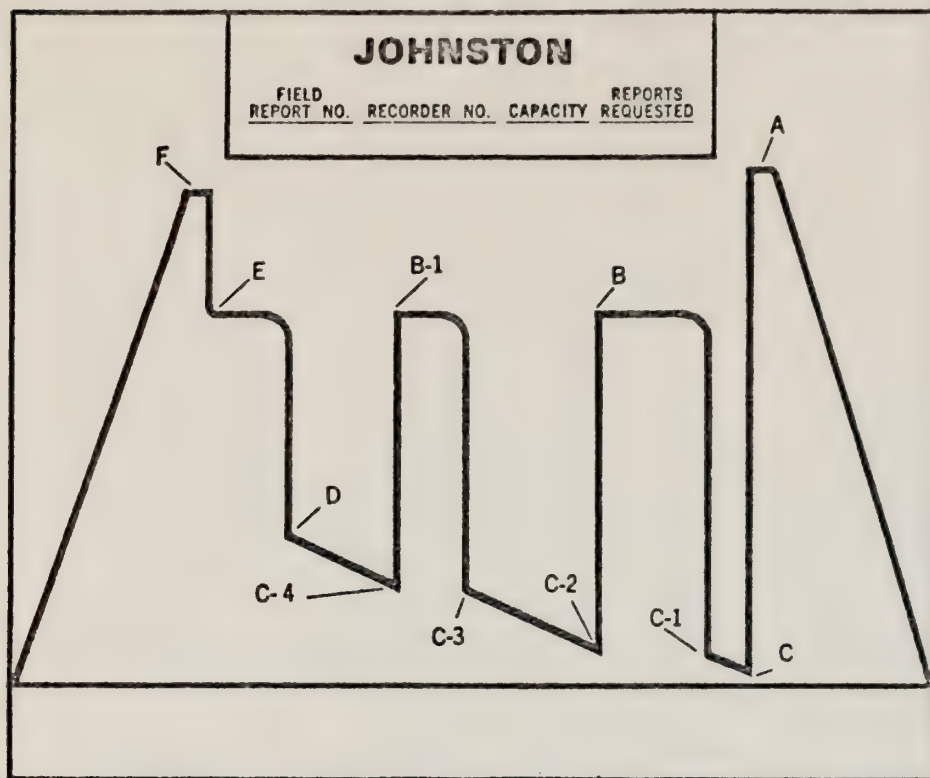 JOHNSTON
FIELD REPORT NO. RECORDER NO. CAPACITY REPORTS REQUESTED
A
F
E
B-1
B
D
C-4
C-3
C-2
C-1
C